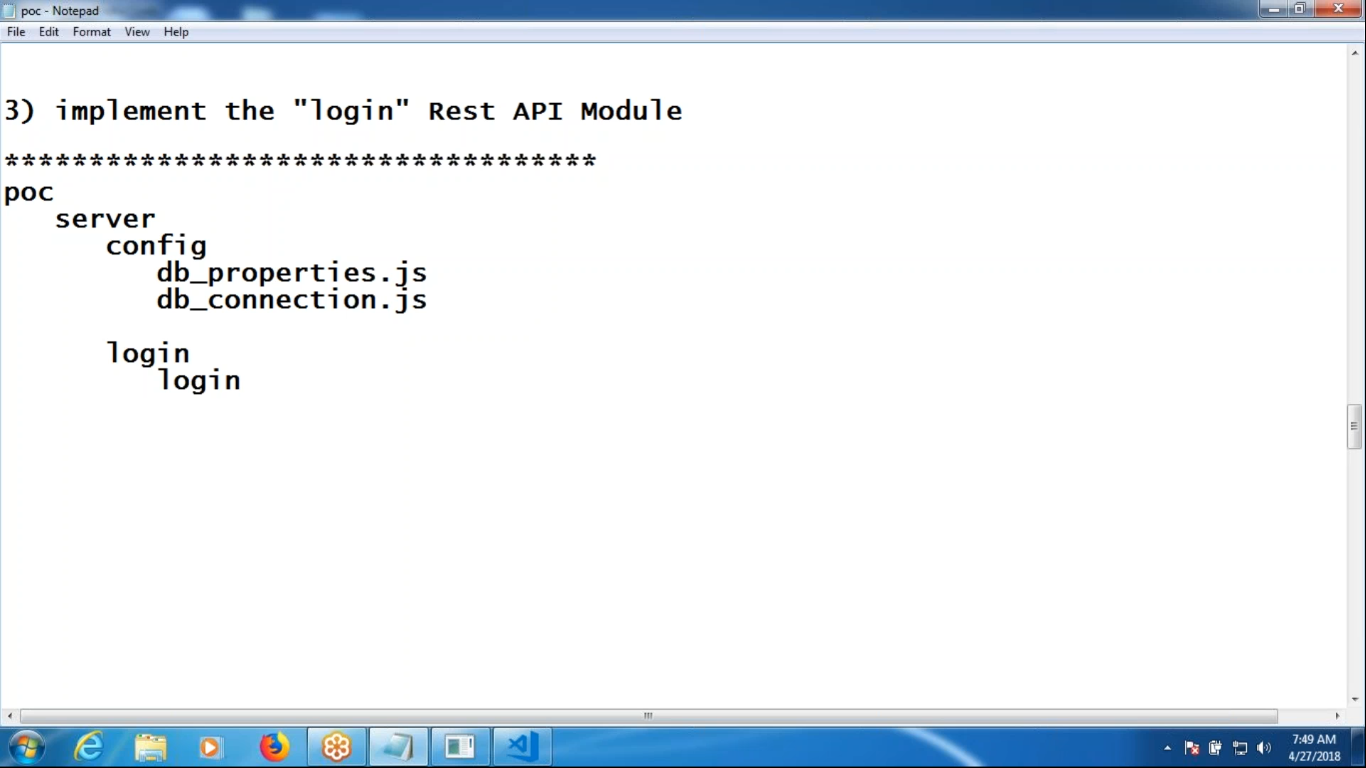 poc - Notepad
File Edit Format View Help
3) implement the "login" Rest API Module
***********************************
poc
server
config
db_properties.js
db_connection.js
login
login
7:49 AM
4/27/2018